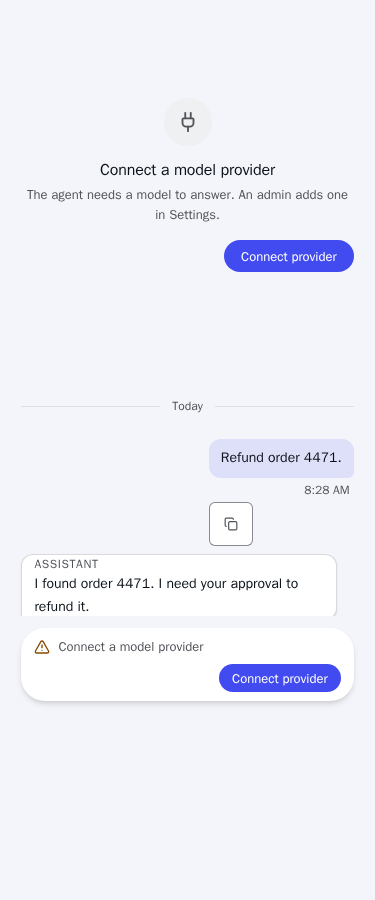 Connect a model provider
The agent needs a model to answer. An admin adds one
in Settings.
Connect provider
Today
Refund order 4471.
8:28 AM
ASSISTANT
I found order 4471. I need your approval to
refund it.
Connect a model provider
Connect provider